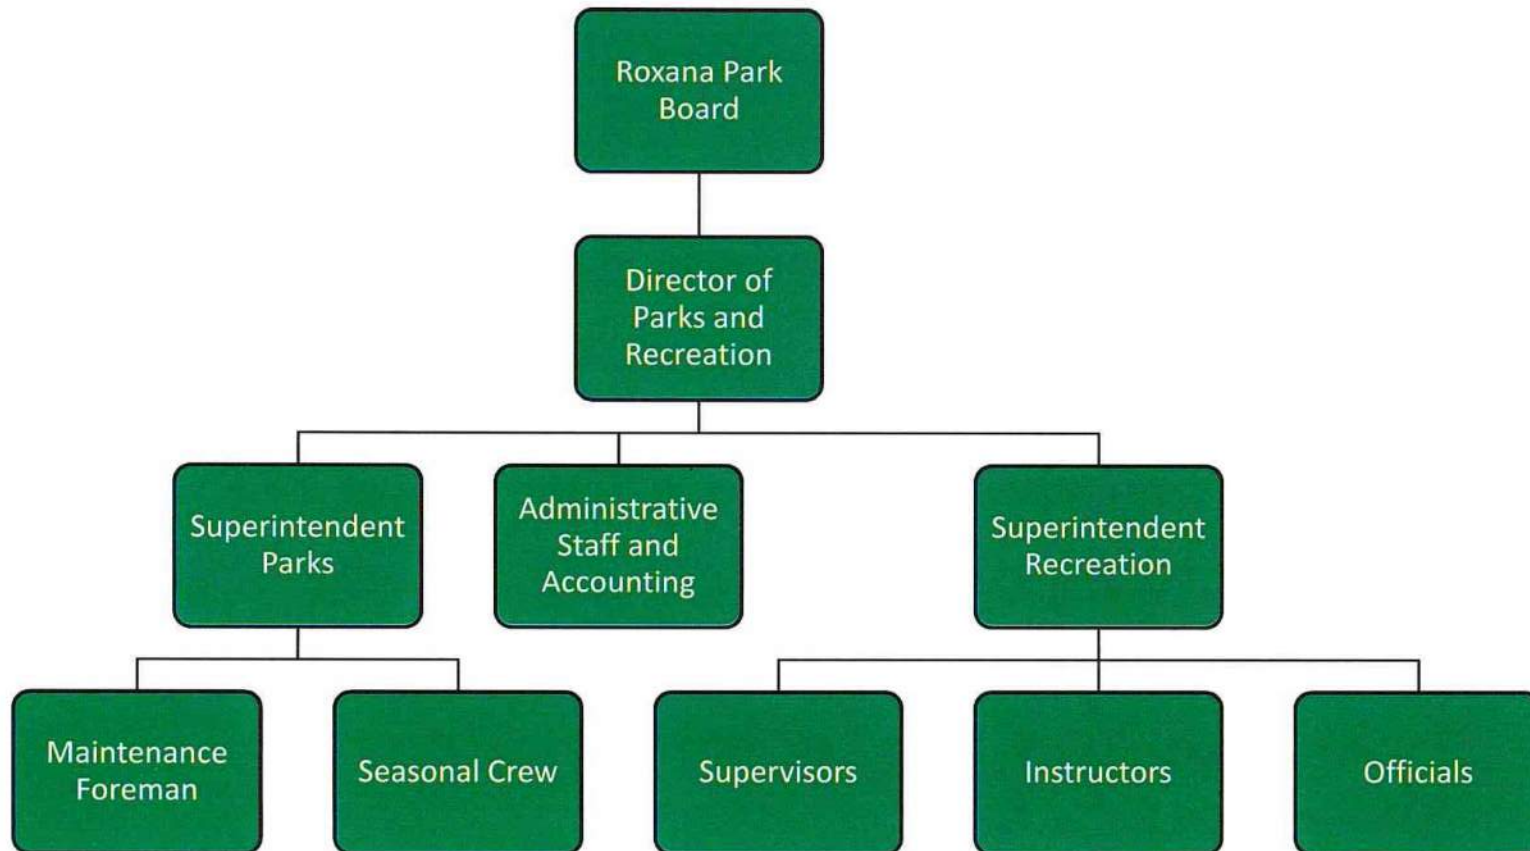 Roxana Park
Board
Director of
Parks and
Recreation
Superintendent
Parks
Administrative
Staff and
Accounting
Superintendent
Recreation
Maintenance
Foreman
Seasonal Crew
Supervisors
Instructors
Officials